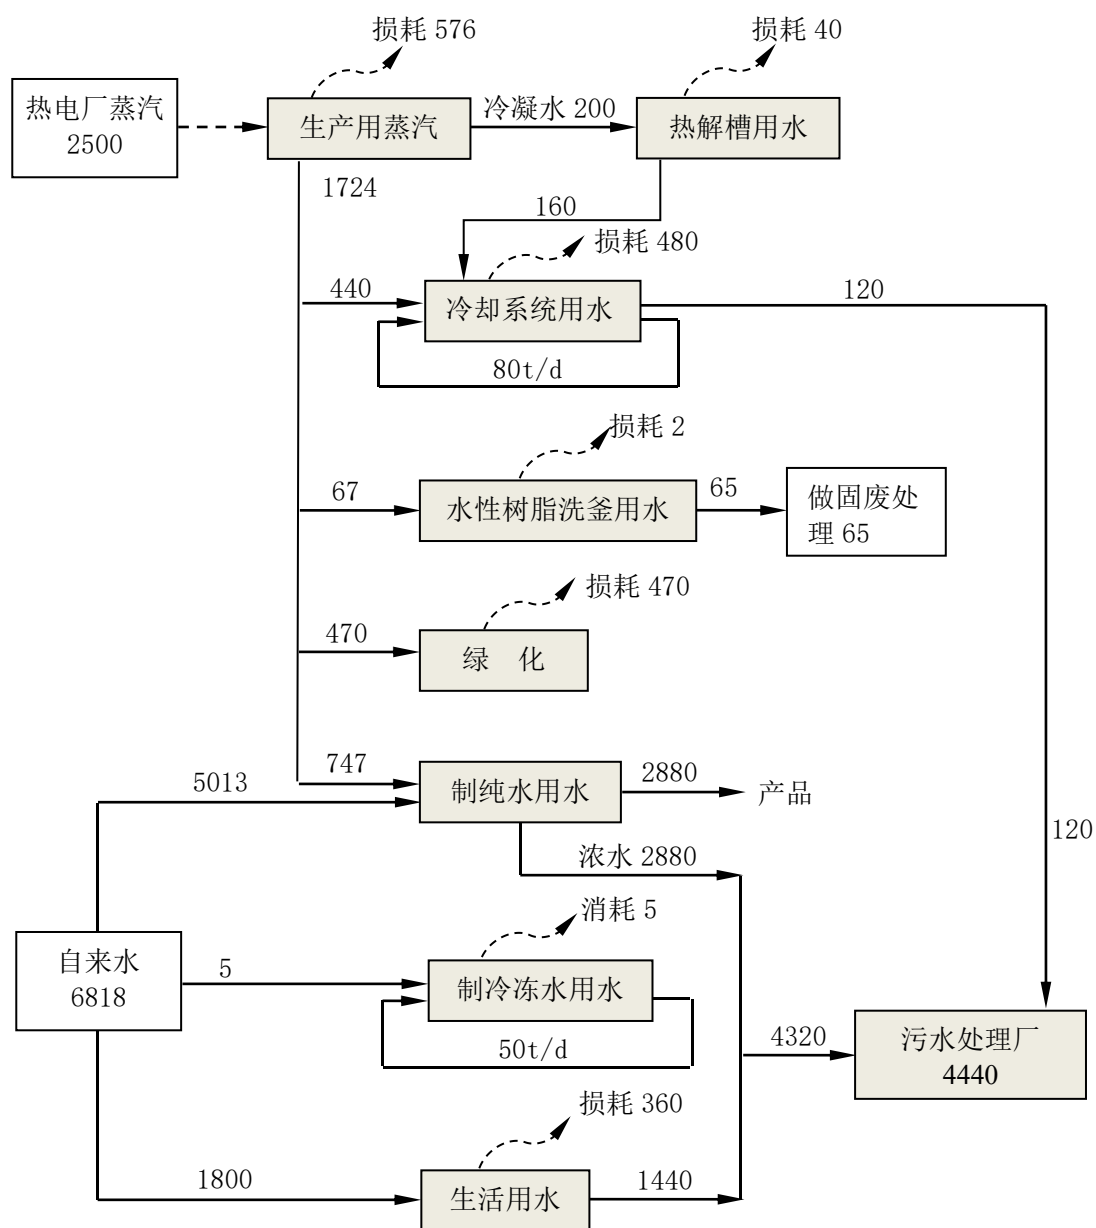 损耗 576
损耗 40
热电厂蒸汽
2500
生产用蒸汽
冷凝水 200
热解槽用水
1724
160
损耗 480
440
冷却系统用水
120
80t/d
损耗 2
67
水性树脂洗釜用水
65
做固废处
理 65
损耗 470
470
绿 化
747
5013
制纯水用水
2880
产品
120
浓水 2880
消耗 5
自来水
6818
5
制冷冻水用水
50t/d
4320
污水处理厂
4440
损耗 360
1800
生活用水
1440